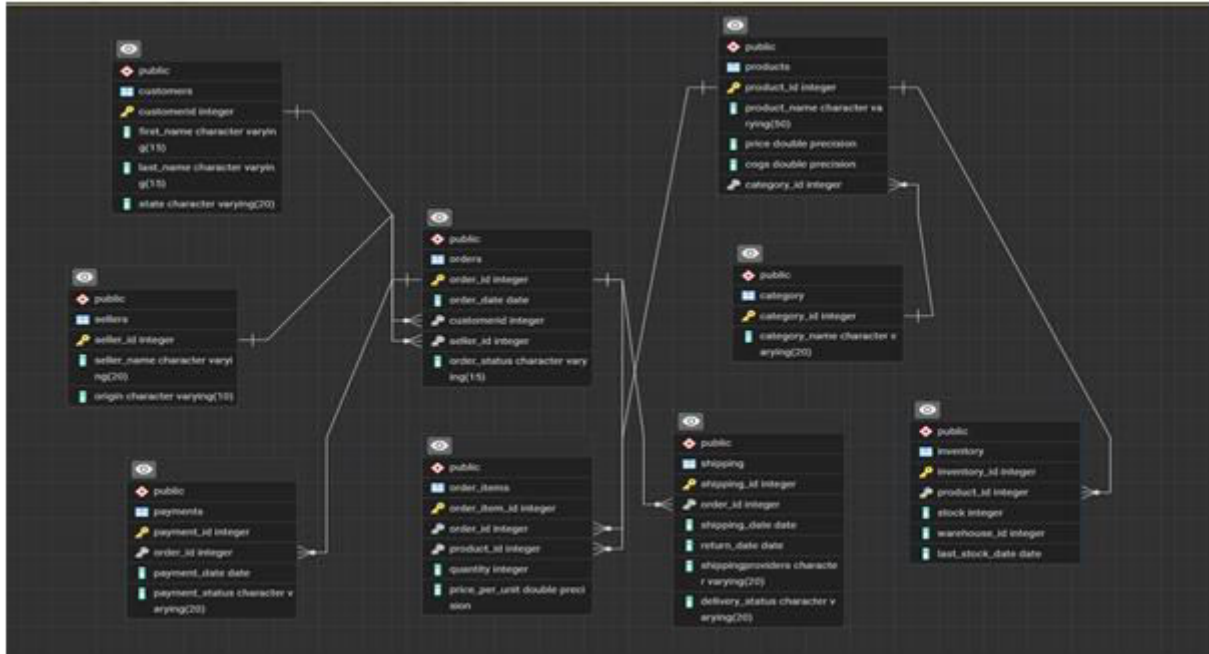 public
customers
customerid integer
first_name character varyin
g(15)
last_name character varyin
g(15)
state character varying(20)
public
sellers
seller_id integer
seller_name character varyi
ng(20)
origin character varying(10)
public
payments
payment_id integer
order_id integer
payment_date date
payment_status character v
arying(20)
public
orders
order_id integer
order_date date
customerid integer
seller_id integer
order_status character vary
ing(15)
public
order_items
order_item_id integer
order_id integer
product_id integer
quantity integer
price_per_unit double preci
sion
public
products
product_id integer
product_name character va
rying(50)
price double precision
cogs double precision
category_id integer
public
category
category_id integer
category_name character v
arying(20)
public
shipping
shipping_id integer
order_id integer
shipping_date date
return_date date
shippingproviders characte
r varying(20)
delivery_status character v
arying(20)
public
inventory
inventory_id integer
product_id integer
stock integer
warehouse_id integer
last_stock_date date